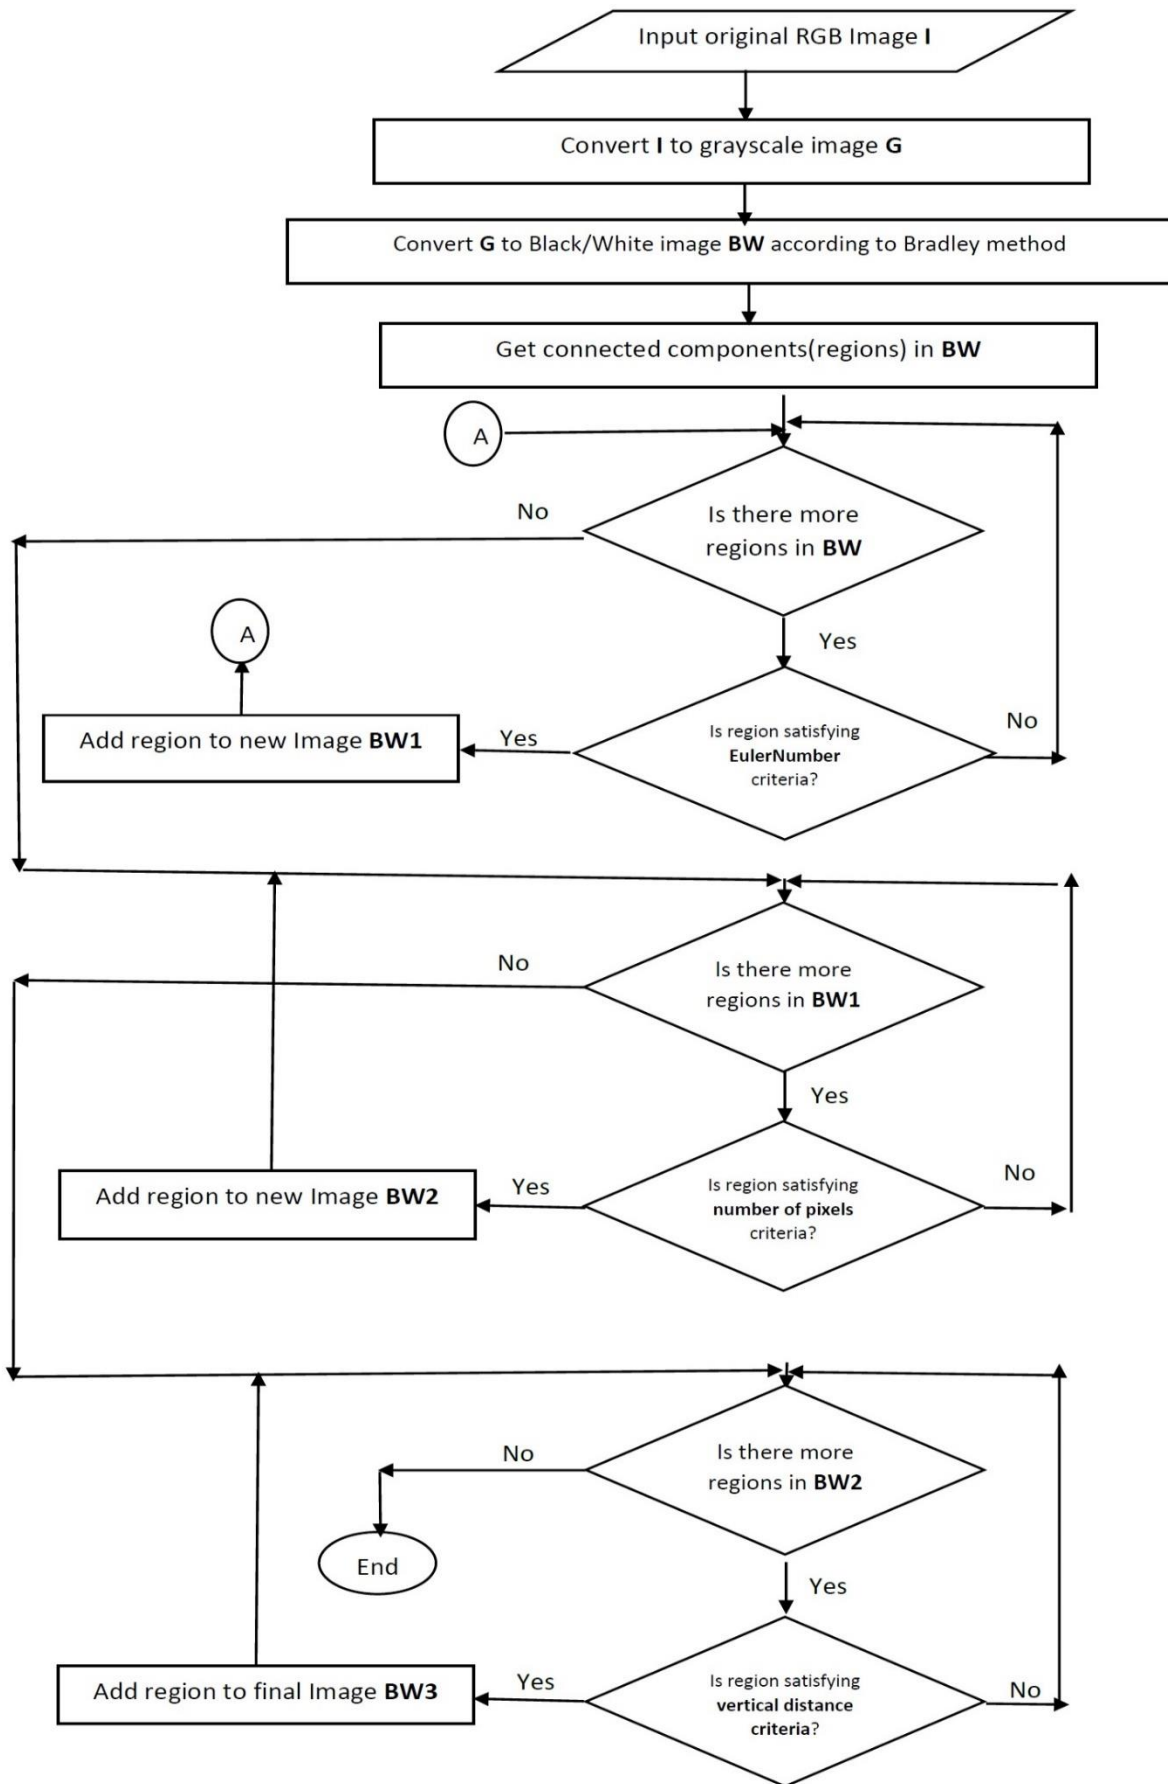 Input original RGB Image I
Convert I to grayscale image G
Convert G to Black/White image BW according to Bradley method
Get connected components(regions) in BW
A
No
Is there more
regions in BW
A
Yes
Add region to new Image BW1
Yes
Is region satisfying
EulerNumber
criteria?
No
No
Is there more
regions in BW1
Yes
Add region to new Image BW2
Yes
Is region satisfying
number of pixels
criteria?
No
No
Is there more
regions in BW2
End
Yes
Add region to final Image BW3
Yes
Is region satisfying
vertical distance
criteria?
No